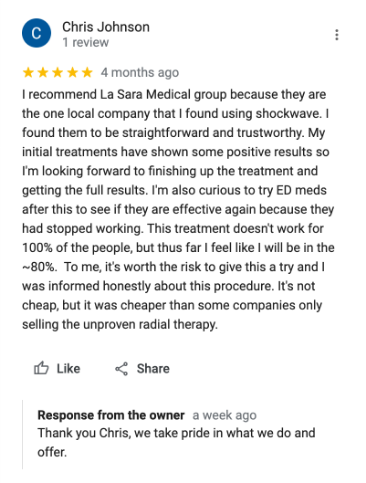 C
Chris Johnson
1 review
4 months ago
I recommend La Sara Medical group because they are
the one local company that I found using shockwave. I
found them to be straightforward and trustworthy. My
initial treatments have shown some positive results so
I'm looking forward to finishing up the treatment and
getting the full results. I'm also curious to try ED meds
after this to see if they are effective again because they
had stopped working. This treatment doesn't work for
100% of the people, but thus far I feel like I will be in the
~80%.  To me, it's worth the risk to give this a try and I
was informed honestly about this procedure. It's not
cheap, but it was cheaper than some companies only
selling the unproven radial therapy.
Like Share
Response from the owner a week ago
Thank you Chris, we take pride in what we do and
offer.